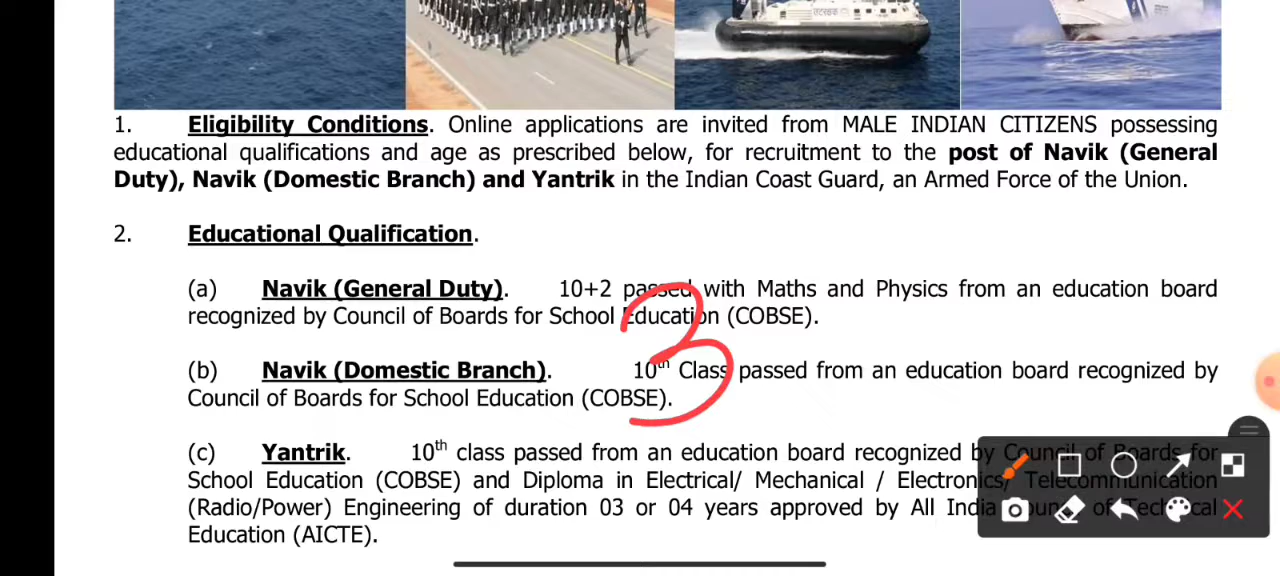 तटरक्षक
1. Eligibility Conditions. Online applications are invited from MALE INDIAN CITIZENS possessing
educational qualifications and age as prescribed below, for recruitment to the post of Navik (General
Duty), Navik (Domestic Branch) and Yantrik in the Indian Coast Guard, an Armed Force of the Union.
2. Educational Qualification.
(a) Navik (General Duty). 10+2 passed with Maths and Physics from an education board
recognized by Council of Boards for School Education (COBSE).
3
(b) Navik (Domestic Branch). 10th Class passed from an education board recognized by
Council of Boards for School Education (COBSE).
(c) Yantrik. 10th class passed from an education board recognized by Council of Boards for
School Education (COBSE) and Diploma in Electrical/ Mechanical / Electronics/ Telecommunication
(Radio/Power) Engineering of duration 03 or 04 years approved by All India Council of Technical
Education (AICTE).